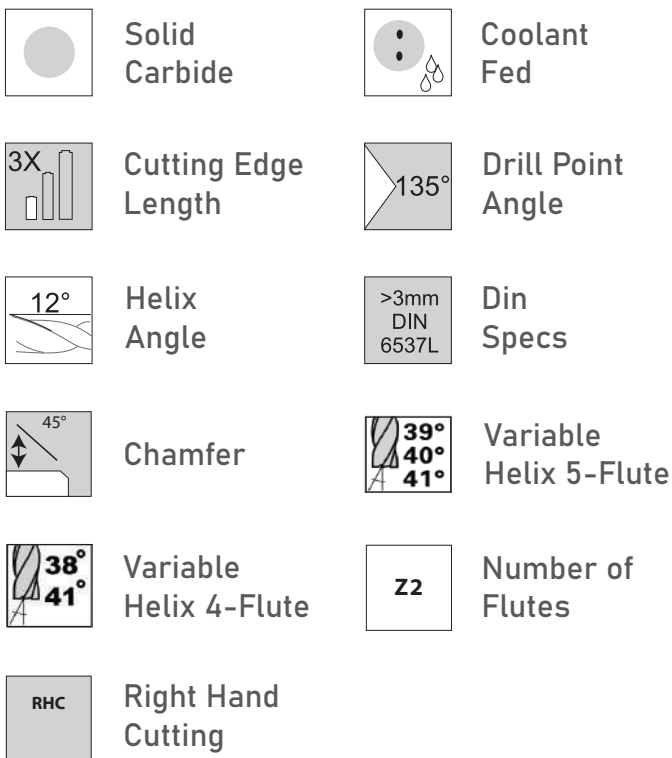 Solid
Carbide
Coolant
Fed
3X
Cutting Edge
Length
135°
Drill Point
Angle
12°
Helix
Angle
>3mm
DIN
6537L
Din
Specs
45°
Chamfer
39°
40°
41°
Variable
Helix 5-Flute
38°
41°
Variable
Helix 4-Flute
Z2
Number of
Flutes
RHC
Right Hand
Cutting